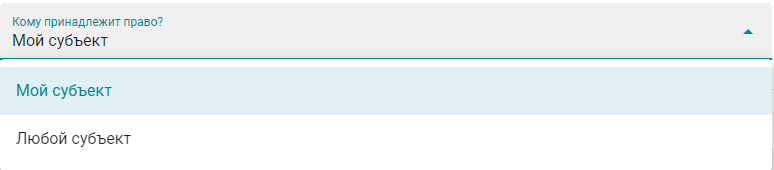 Кому принадлежит право?
Мой субъект
Мой субъект
Любой субъект